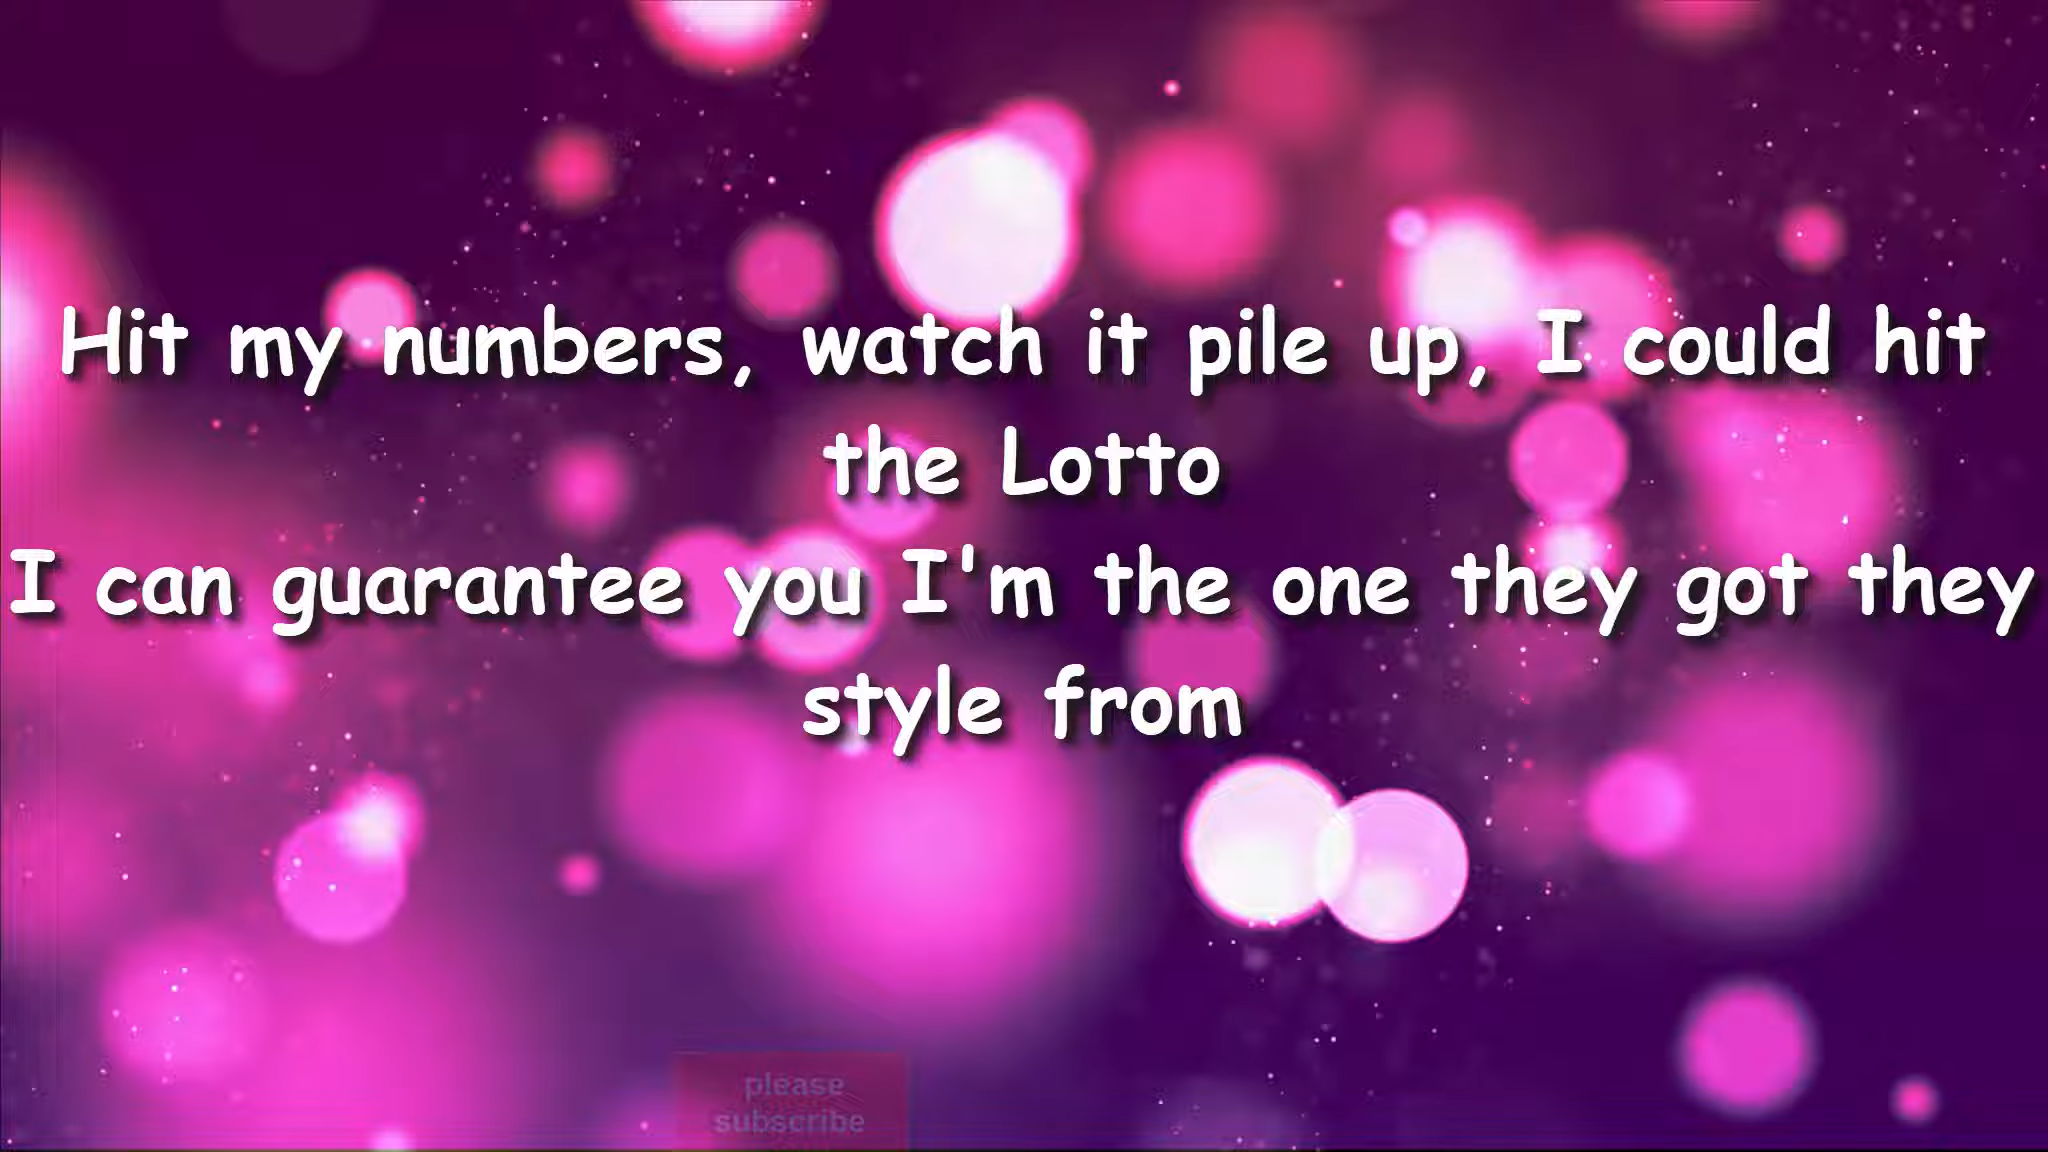 Hit my numbers, watch it pile up, I could hit
the Lotto
I can guarantee you I'm the one they got they
style from
please
subscribe